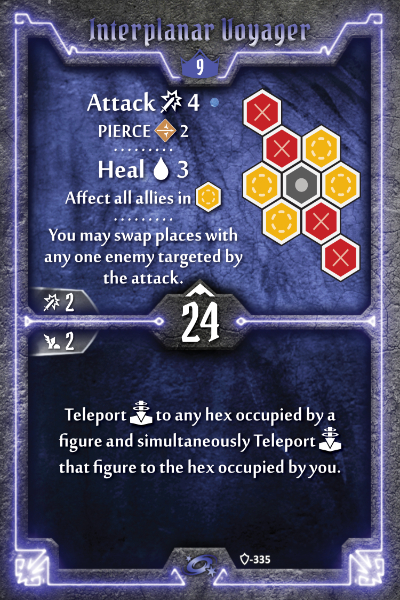 Interplanar Voyager
9
Attack 4
PIERCE 2
Heal 3
Affect all allies in
You may swap places with
any one enemy targeted by
the attack.
2
24
2
Teleport to any hex occupied by a
figure and simultaneously Teleport
that figure to the hex occupied by you.
-335